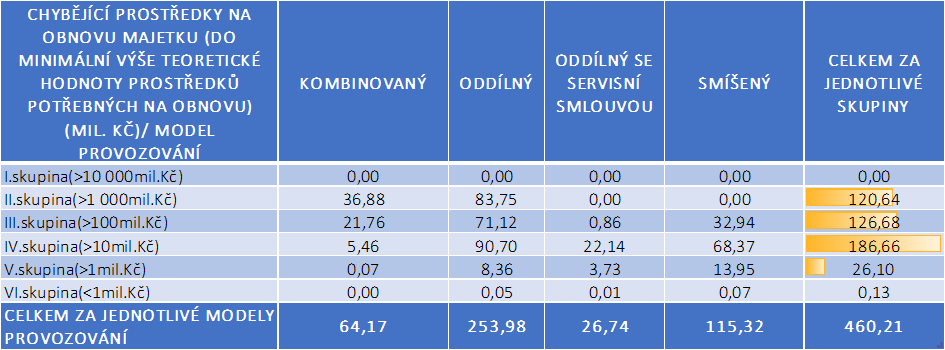 CHYBĚJÍCÍ PROSTŘEDKY NA
OBNOVU MAJETKU (DO
MINIMÁLNÍ VÝŠE TEORETICKÉ
HODNOTY PROSTŘEDKŮ
POTŘEBNÝCH NA OBNOVU)
(MIL. KČ)/ MODEL
PROVOZOVÁNÍ
KOMBINOVANÝ
ODDÍLNÝ
ODDÍLNÝ SE
SERVISNÍ
SMLOUVOU
SMÍŠENÝ
CELKEM ZA
JEDNOTLIVÉ
SKUPINY
I.skupina(>10 000mil.Kč) 0,00 0,00 0,00 0,00 0,00
II.skupina(>1 000mil.Kč) 36,88 83,75 0,00 0,00 120,64
III.skupina(>100mil.Kč) 21,76 71,12 0,86 32,94 126,68
IV.skupina(>10mil.Kč) 5,46 90,70 22,14 68,37 186,66
V.skupina(>1mil.Kč) 0,07 8,36 3,73 13,95 26,10
VI.skupina(<1mil.Kč) 0,00 0,05 0,01 0,07 0,13
CELKEM ZA JEDNOTLIVÉ MODELY
PROVOZOVÁNÍ
64,17 253,98 26,74 115,32 460,21